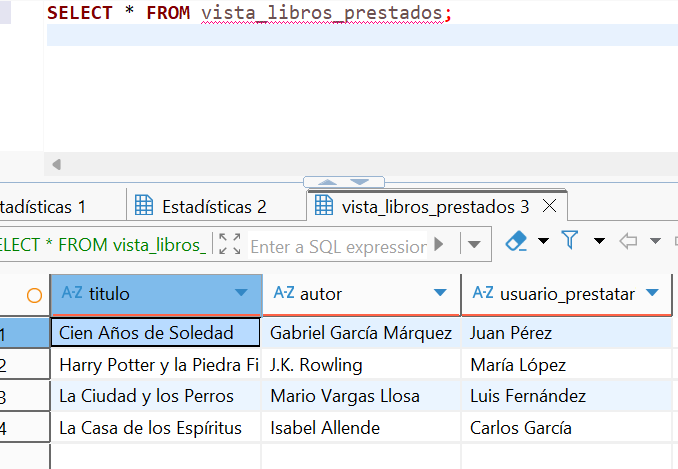 SELECT * FROM vista_libros_prestados;
tadísticas 1 Estadísticas 2 vista_libros_prestados 3
ELECT * FROM vista_libros_ Enter a SQL expression
A-Z titulo A-Z autor A-Z usuario_prestatar
1 Cien Años de Soledad Gabriel García Márquez Juan Pérez
2 Harry Potter y la Piedra Fi J.K. Rowling María López
3 La Ciudad y los Perros Mario Vargas Llosa Luis Fernández
4 La Casa de los Espíritus Isabel Allende Carlos García